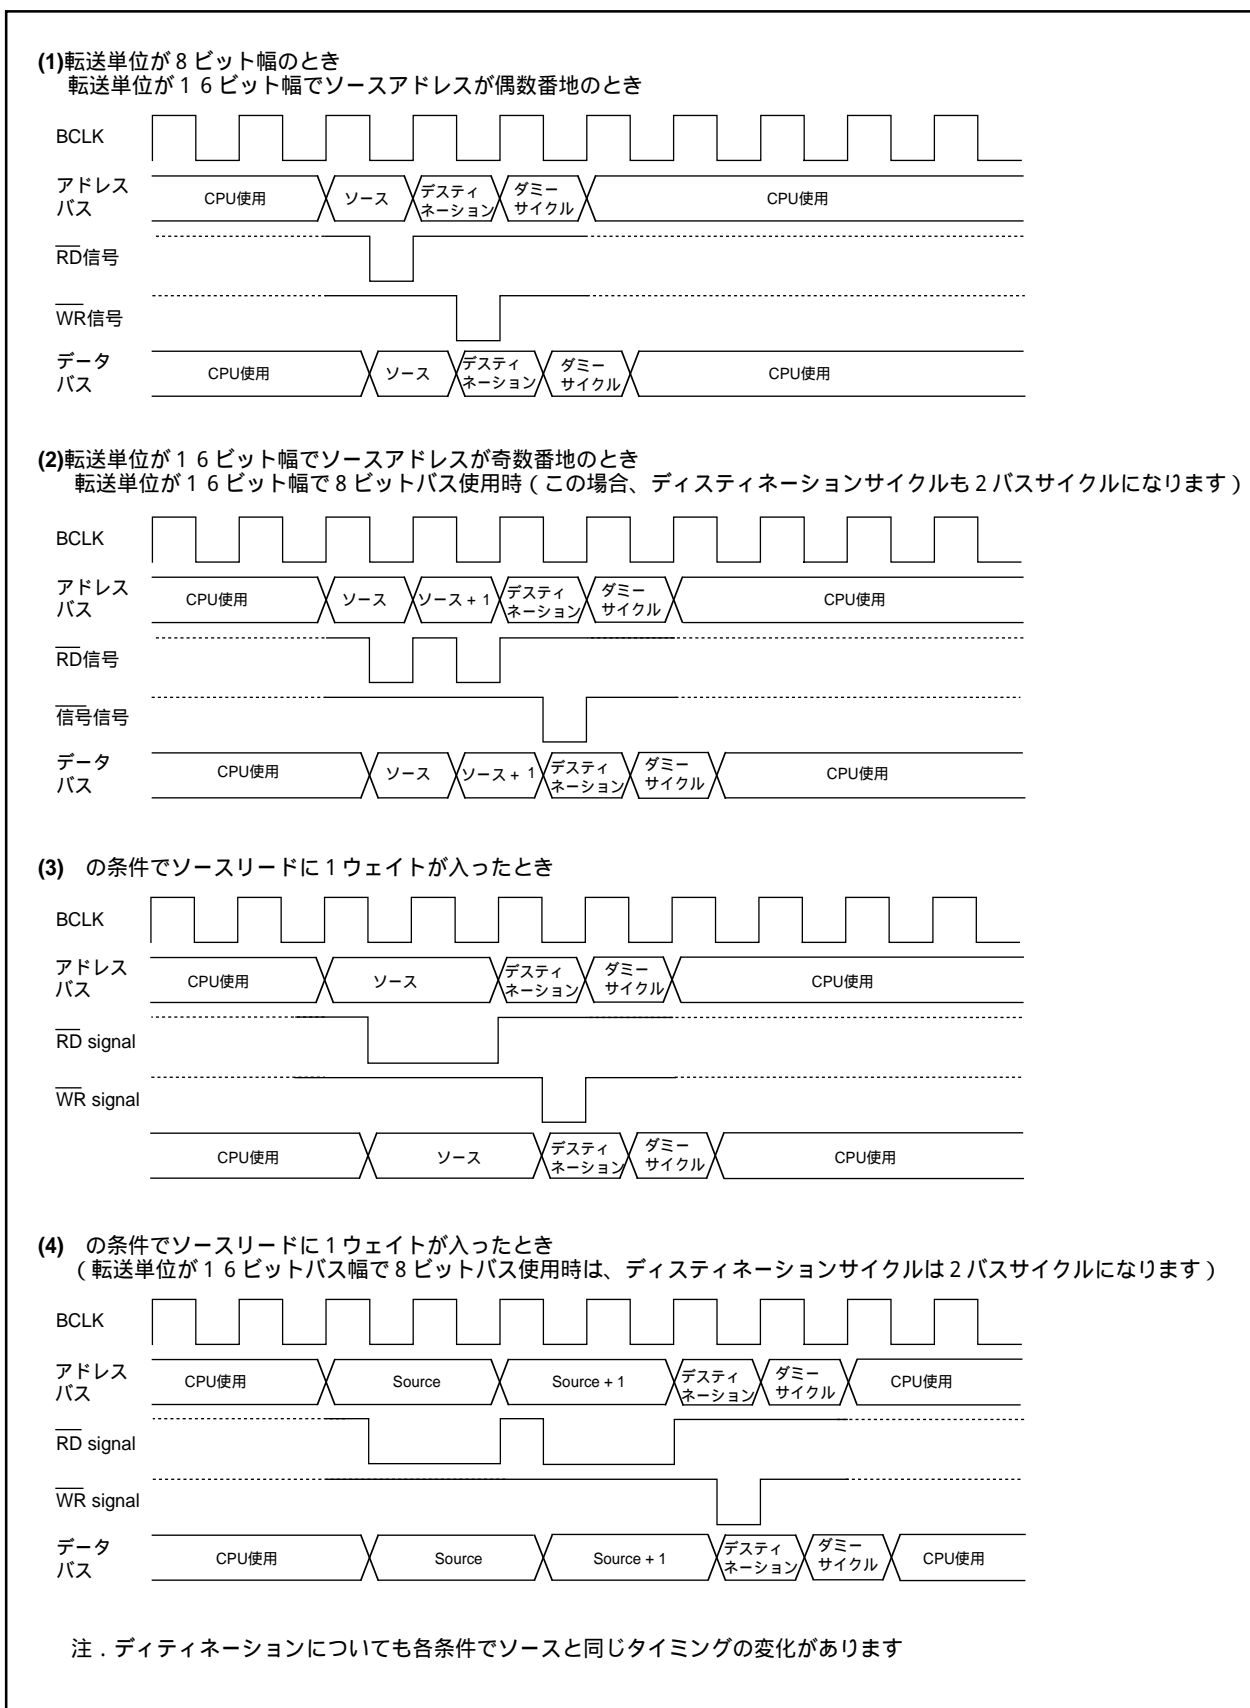 (1)転送単位が8ビット幅のとき
転送単位が16ビット幅でソースアドレスが偶数番地のとき
BCLK
アドレス
バス
CPU使用
ソース
デスティ
ネーション
ダミー
サイクル
CPU使用
RD信号
WR信号
データ
バス
CPU使用
ソース
デスティ
ネーション
ダミー
サイクル
CPU使用
(2)転送単位が16ビット幅でソースアドレスが奇数番地のとき
転送単位が16ビット幅で8ビットバス使用時(この場合、ディスティネーションサイクルも2バスサイクルになります)
BCLK
アドレス
バス
CPU使用
ソース
ソース+1
デスティ
ネーション
ダミー
サイクル
CPU使用
RD信号
信号信号
データ
バス
CPU使用
ソース
ソース+1
デスティ
ネーション
ダミー
サイクル
CPU使用
(3) の条件でソースリードに1ウェイトが入ったとき
BCLK
アドレス
バス
CPU使用
ソース
デスティ
ネーション
ダミー
サイクル
CPU使用
RD signal
WR signal
CPU使用
ソース
デスティ
ネーション
ダミー
サイクル
CPU使用
(4) の条件でソースリードに1ウェイトが入ったとき
(転送単位が16ビットバス幅で8ビットバス使用時は、ディスティネーションサイクルは2バスサイクルになります)
BCLK
アドレス
バス
CPU使用
Source
Source + 1
デスティ
ネーション
ダミー
サイクル
CPU使用
RD signal
WR signal
データ
バス
CPU使用
Source
Source + 1
デスティ
ネーション
ダミー
サイクル
CPU使用
注.ディティネーションについても各条件でソースと同じタイミングの変化があります